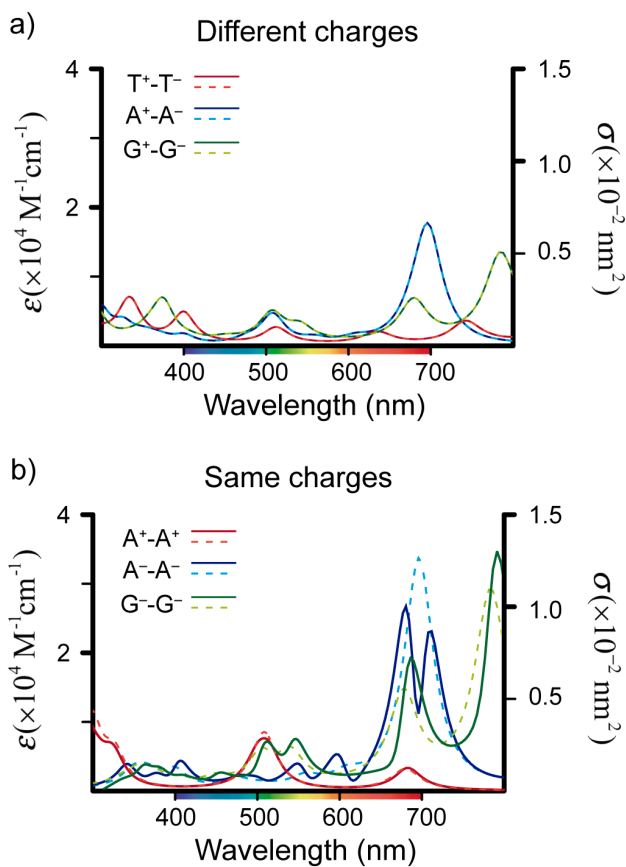 a)
Different charges
4
2
ε(×10⁴ M⁻¹cm⁻¹)
T⁺-T⁻
A⁺-A⁻
G⁺-G⁻
1.5
1.0
0.5
σ(×10⁻² nm²)
400 500 600 700
Wavelength (nm)
b)
Same charges
4
2
ε(×10⁴ M⁻¹cm⁻¹)
A⁺-A⁺
A⁻-A⁻
G⁻-G⁻
1.5
1.0
0.5
σ(×10⁻² nm²)
400 500 600 700
Wavelength (nm)